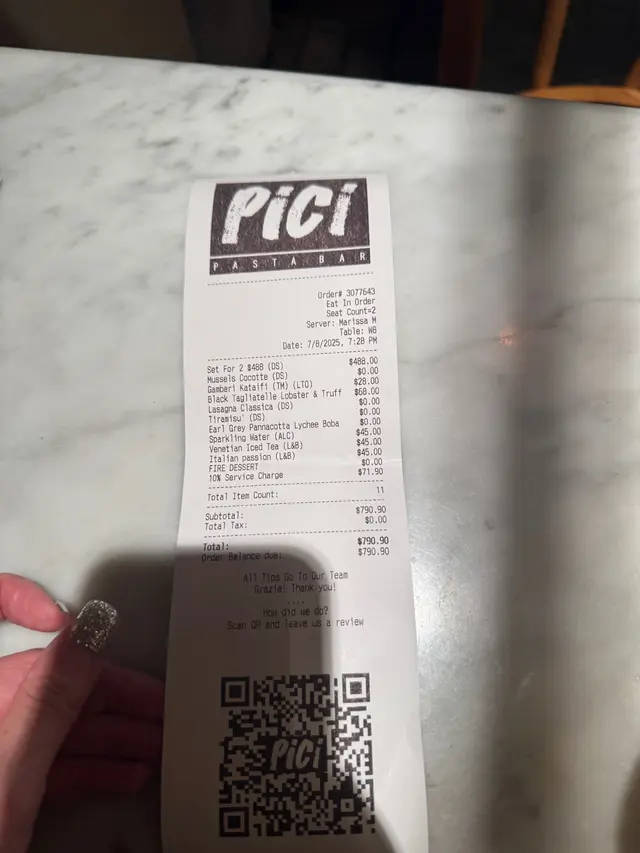 PiCi
PASTA BAR
Order# 3077643
Eat In Order
Seat Count=2
Server: Marissa M
Table: W8
Date: 7/8/2025, 7:28 PM
Set For 2 $488 (DS) $488.00
Mussels Cocotte (DS) $0.00
Gambari Kataifi (TM) (LTO) $28.00
Black Tagliatelle Lobster & Truff $68.00
Lasagna Classica (DS) $0.00
Tiramisu' (DS) $0.00
Earl Grey Pannacotta Lychee Boba $0.00
Sparkling Water (ALC) $45.00
Venetian Iced Tea (L&B) $45.00
Italian passion (L&B) $45.00
FIRE DESSERT $0.00
10% Service Charge $71.90
Total Item Count: 11
Subtotal: $790.90
Total Tax: $0.00
Total: $790.90
Order Balance due: $790.90
All Tips Go To Our Team
Grazie! Thank you!
....
How did we do?
Scan QR and leave us a review
PiCi